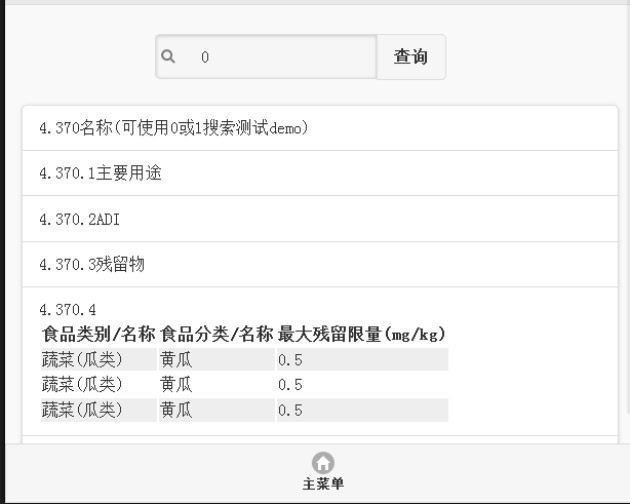 0 查询
4.370名称(可使用0或1搜索测试demo)
4.370.1主要用途
4.370.2ADI
4.370.3残留物
4.370.4
食品类别/名称 食品分类/名称 最大残留限量(mg/kg)
蔬菜(瓜类) 黄瓜 0.5
蔬菜(瓜类) 黄瓜 0.5
蔬菜(瓜类) 黄瓜 0.5
主菜单